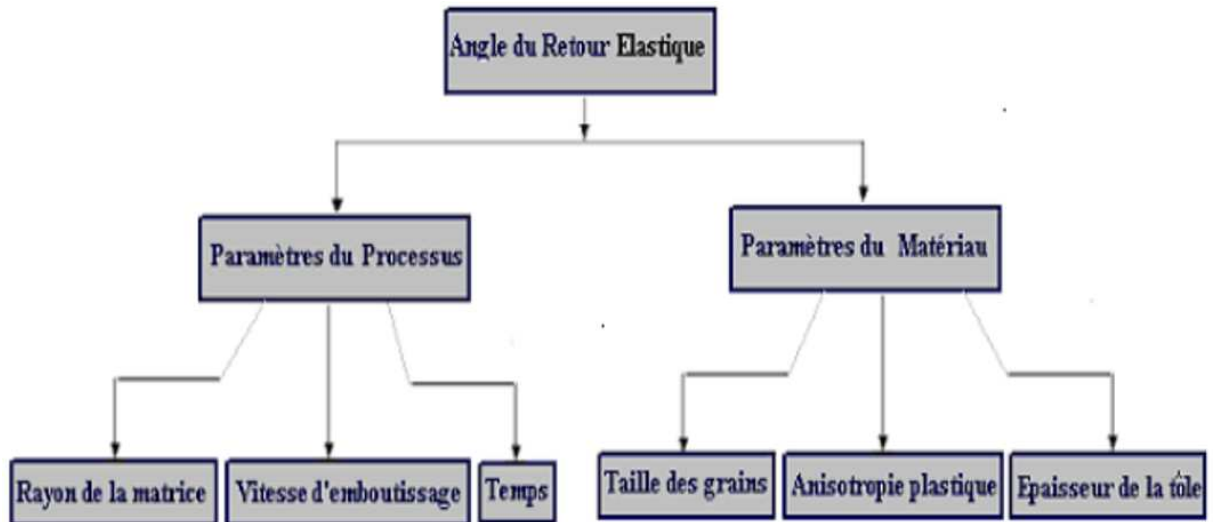 Angle du Retour Elastique
Paramètres du Processus
Paramètres du Matériau
Rayon de la matrice
Vitesse d'emboutissage
Temps
Taille des grains
Anisotropie plastique
Epaisseur de la tôle